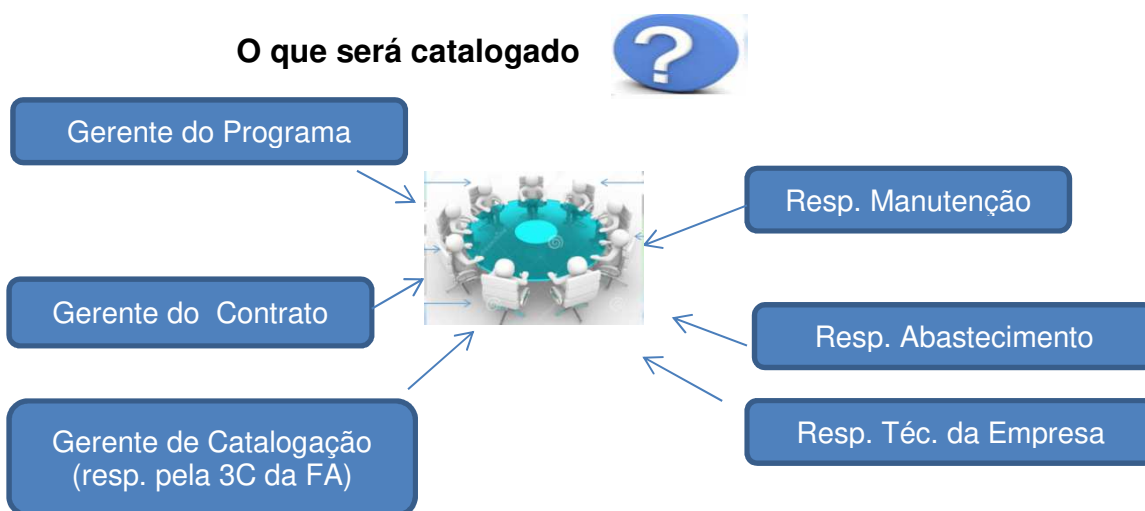 O que será catalogado
?
Gerente do Programa
Resp. Manutenção
Gerente do Contrato
Resp. Abastecimento
Gerente de Catalogação
(resp. pela 3C da FA)
Resp. Téc. da Empresa